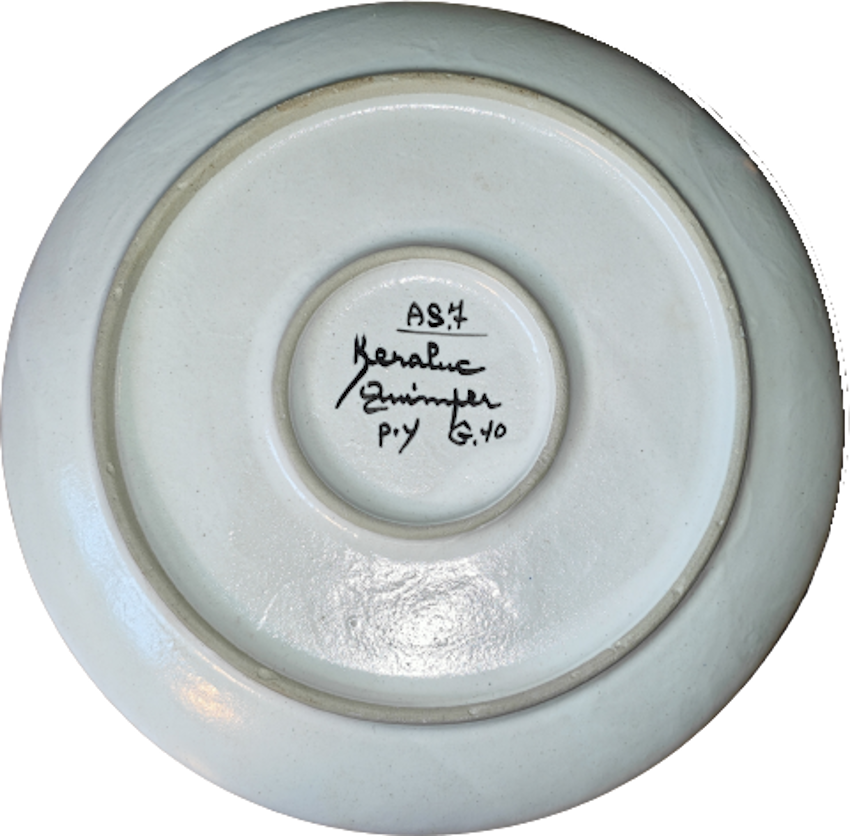 AS.7
Keraluc
Quimper
P.Y G.40